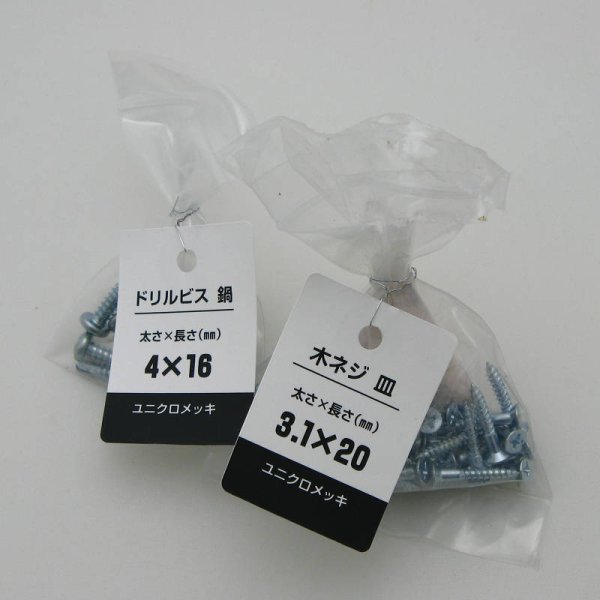 ドリルビス 鍋
太さ×長さ(mm)
4×16
ユニクロメッキ
木ネジ 皿
太さ×長さ(mm)
3.1×20
ユニクロメッキ